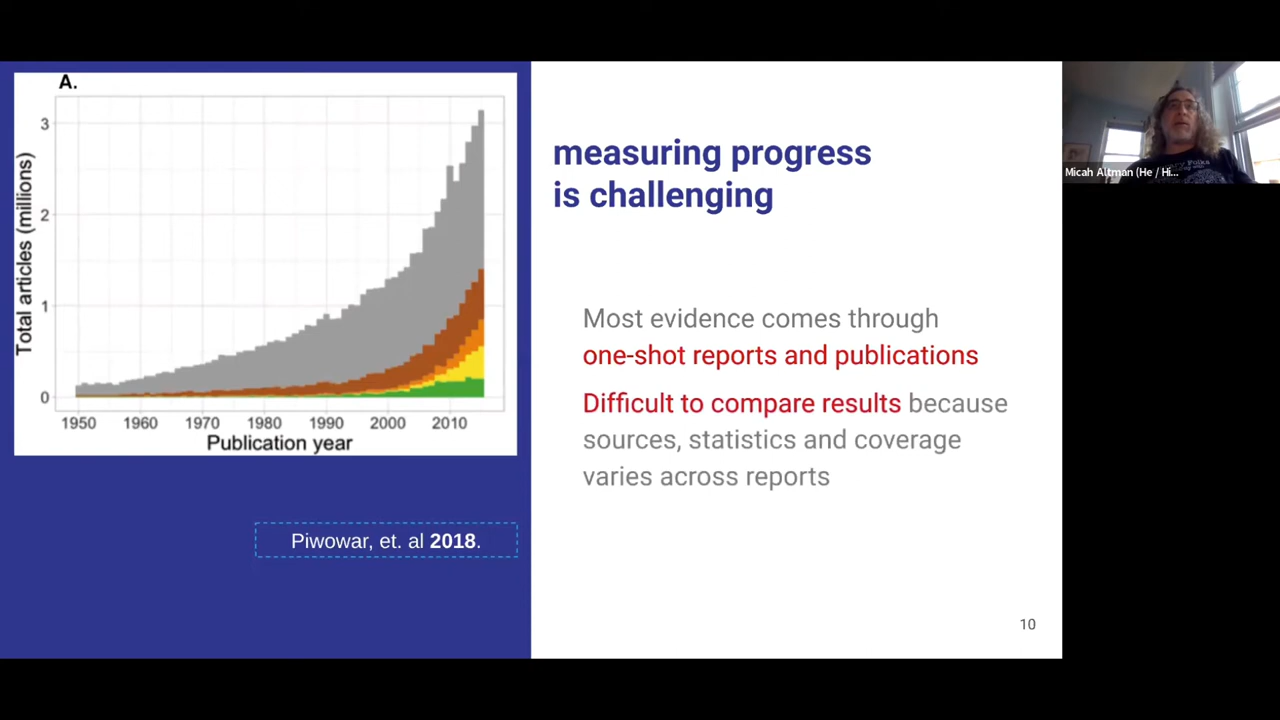 A.
3
2
1
0
Total articles (millions)
1950 1960 1970 1980 1990 2000 2010
Publication year
Piwowar, et. al 2018.
measuring progress
is challenging
Most evidence comes through
one-shot reports and publications
Difficult to compare results because
sources, statistics and coverage
varies across reports
10
Micah Altman (He / Hi...
Folks